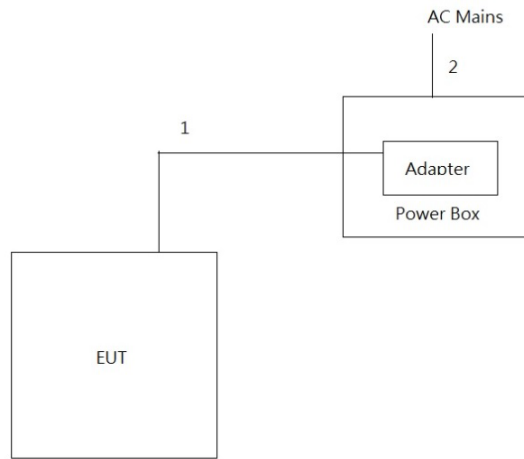 AC Mains
2
1
Adapter
Power Box
EUT